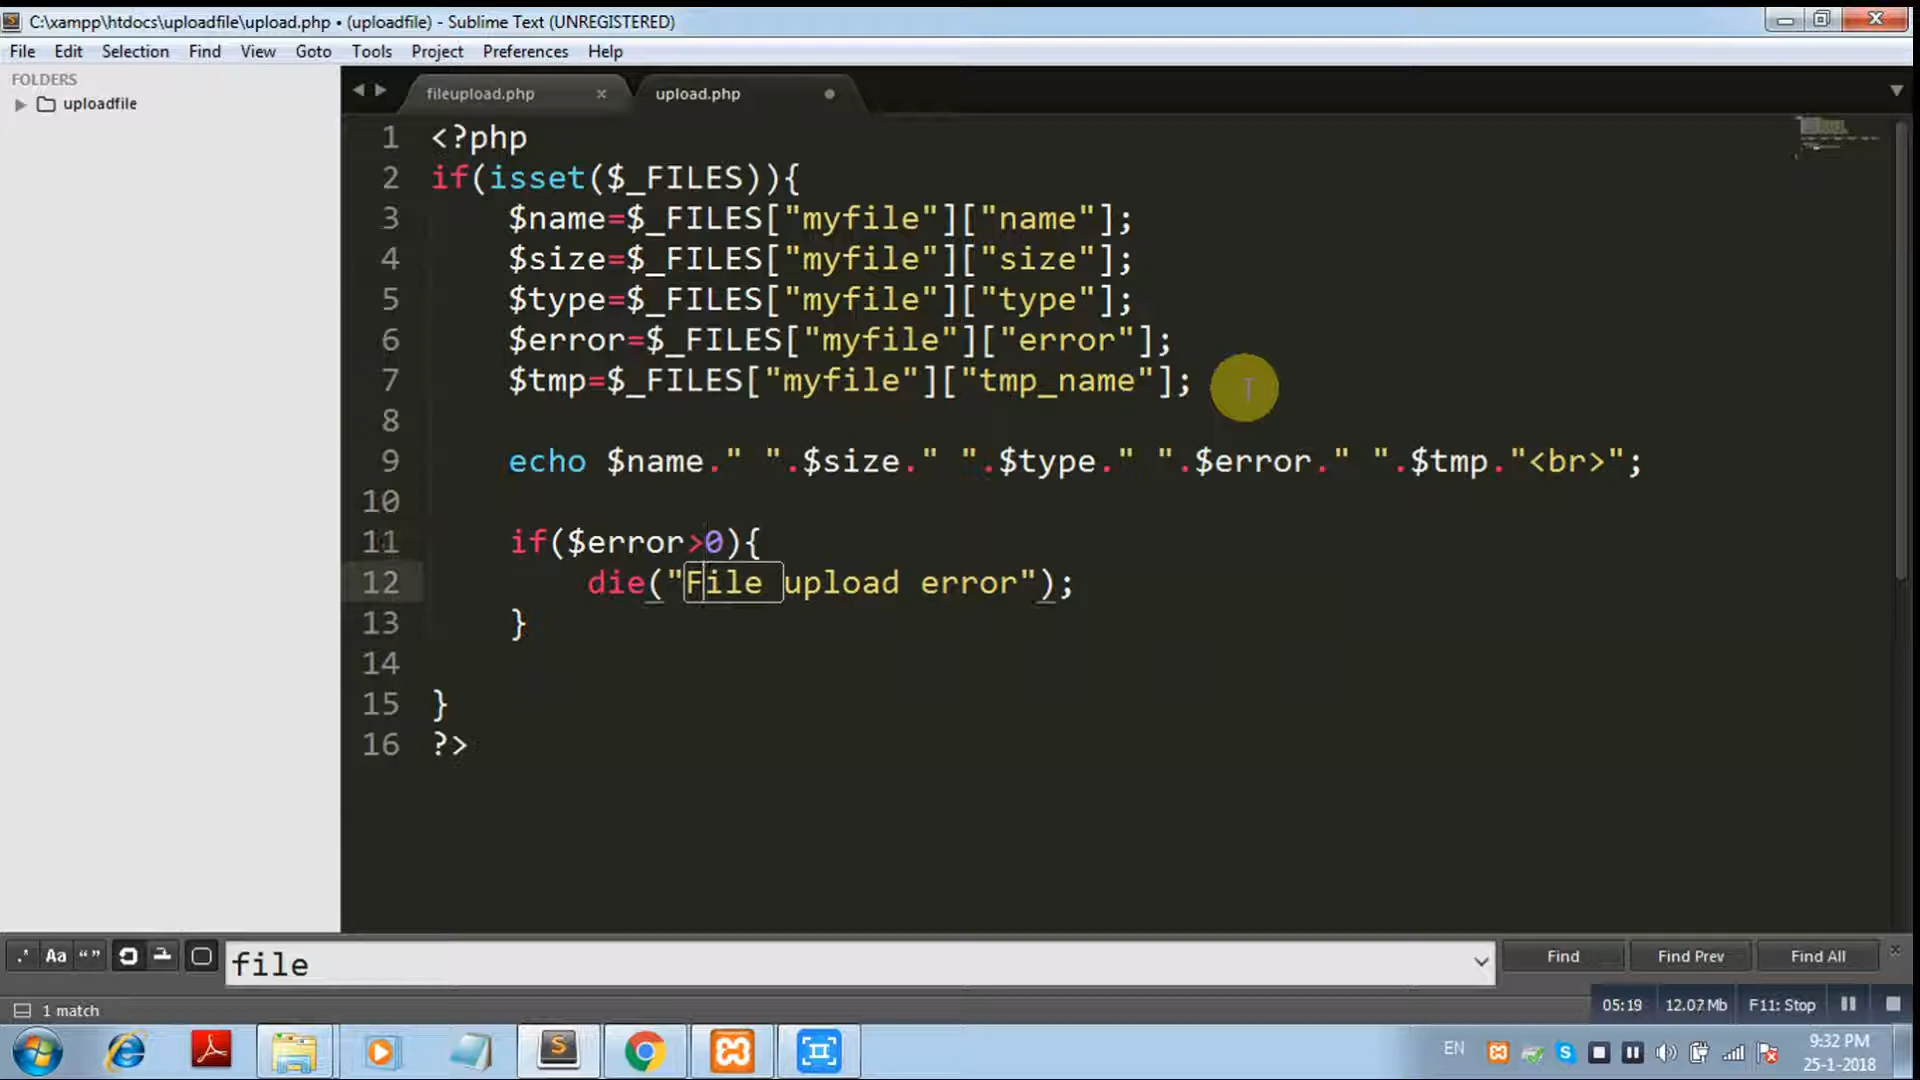 C:\xampp\htdocs\uploadfile\upload.php • (uploadfile) - Sublime Text (UNREGISTERED)
File Edit Selection Find View Goto Tools Project Preferences Help
FOLDERS
uploadfile
fileupload.php × upload.php
1 <?php
2 if(isset($_FILES)){
3 $name=$_FILES["myfile"]["name"];
4 $size=$_FILES["myfile"]["size"];
5 $type=$_FILES["myfile"]["type"];
6 $error=$_FILES["myfile"]["error"];
7 $tmp=$_FILES["myfile"]["tmp_name"];
8
9 echo $name." ".$size." ".$type." ".$error." ".$tmp."<br>";
10
11 if($error>0){
12 die("File upload error");
13 }
14
15 }
16 ?>
.* Aa “ ” file Find Find Prev Find All
1 match
05:19 12.07 Mb F11: Stop
EN
9:32 PM
25-1-2018